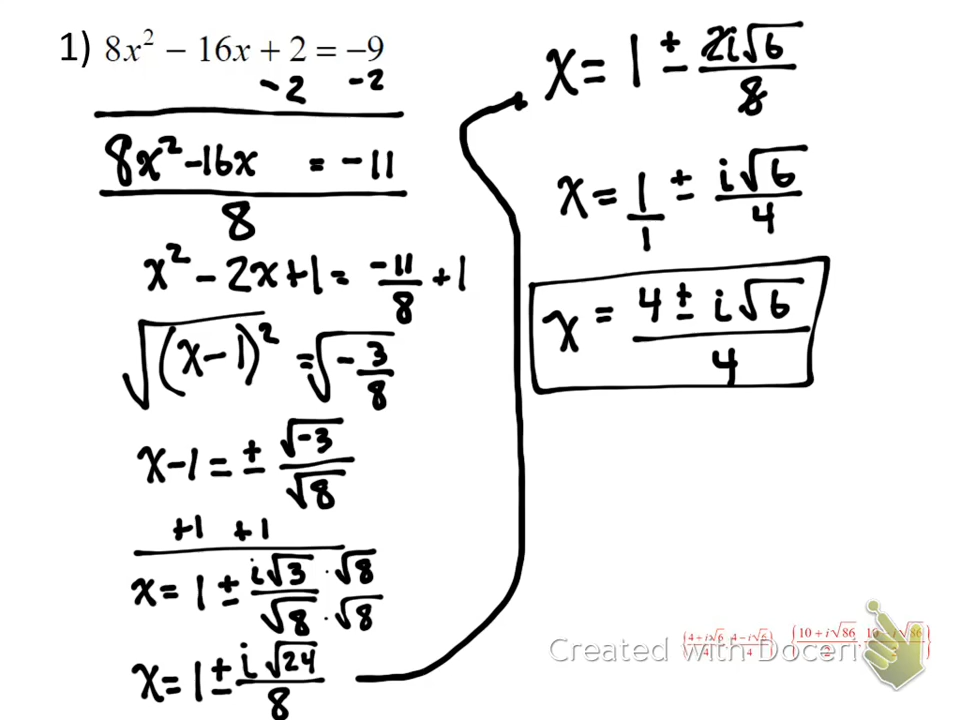 1) 8x² − 16x + 2 = −9
-2 -2
8x² -16x = -11
8
x² - 2x + 1 = -11/8 + 1
√(x-1)² = √-3/8
x-1 = ± √-3/√8
+1 +1
x = 1 ± i√3/√8 · √8/√8
x = 1 ± i√24/8
x = 1 ± 2i√6/8
x = 1/1 ± i√6/4
x = 4 ± i√6/4
Created with Doceri